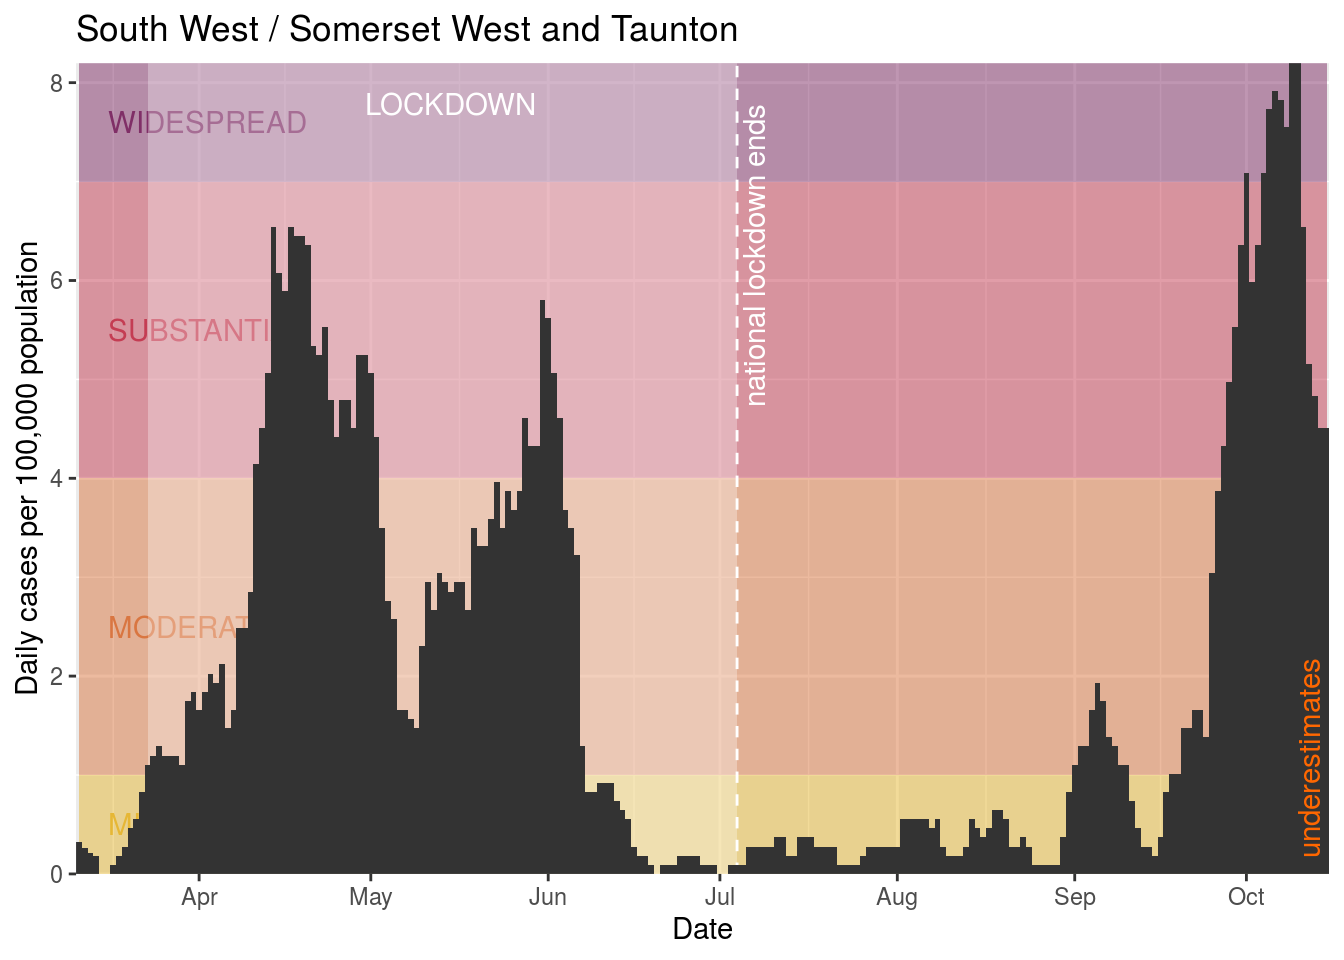 South West / Somerset West and Taunton
Daily cases per 100,000 population
8
6
4
2
0
WIDESPREAD
LOCKDOWN
SUBSTANTI
MODERAT
M
national lockdown ends
underestimates
Apr
May
Jun
Jul
Aug
Sep
Oct
Date